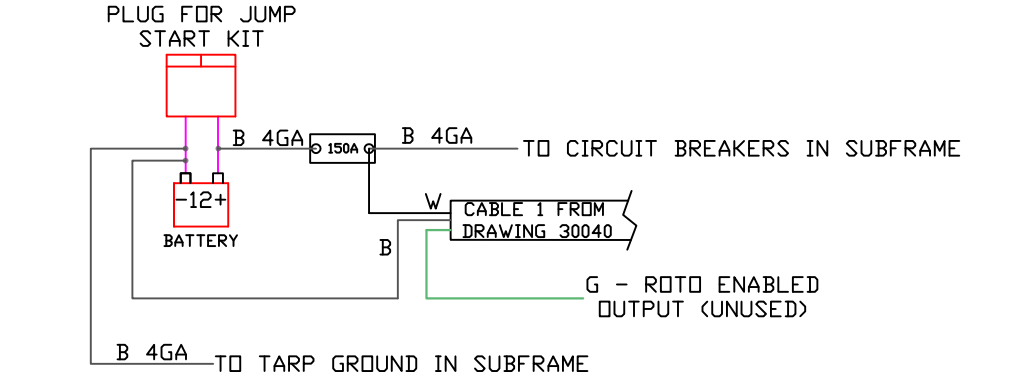 PLUG FOR JUMP
START KIT
B 4GA
150A
B 4GA
TO CIRCUIT BREAKERS IN SUBFRAME
-12+
BATTERY
W
CABLE 1 FROM
DRAWING 30040
B
G - ROTO ENABLED
OUTPUT (UNUSED)
B 4GA
TO TARP GROUND IN SUBFRAME